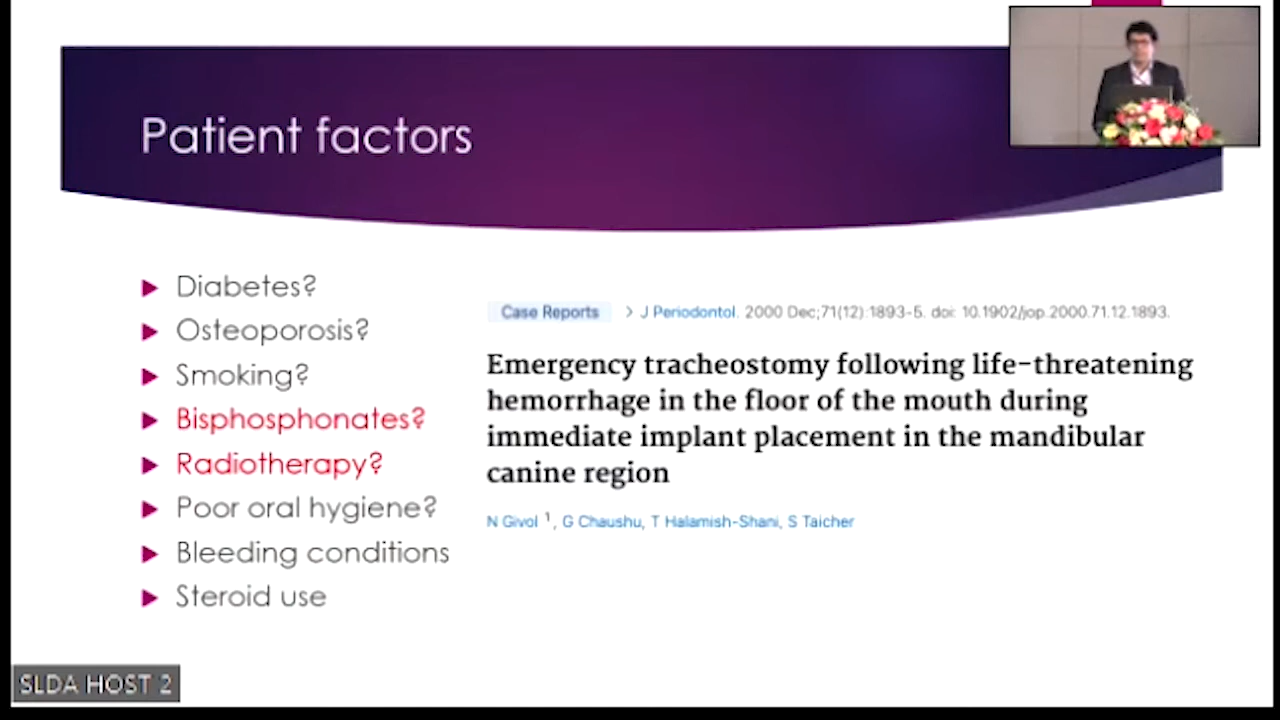 Patient factors
Diabetes?
Osteoporosis?
Smoking?
Bisphosphonates?
Radiotherapy?
Poor oral hygiene?
Bleeding conditions
Steroid use
Case Reports > J Periodontol. 2000 Dec;71(12):1893-5. doi: 10.1902/jop.2000.71.12.1893.
Emergency tracheostomy following life-threatening
hemorrhage in the floor of the mouth during
immediate implant placement in the mandibular
canine region
N Givol 1, G Chaushu, T Halamish-Shani, S Taicher
SLDA HOST 2